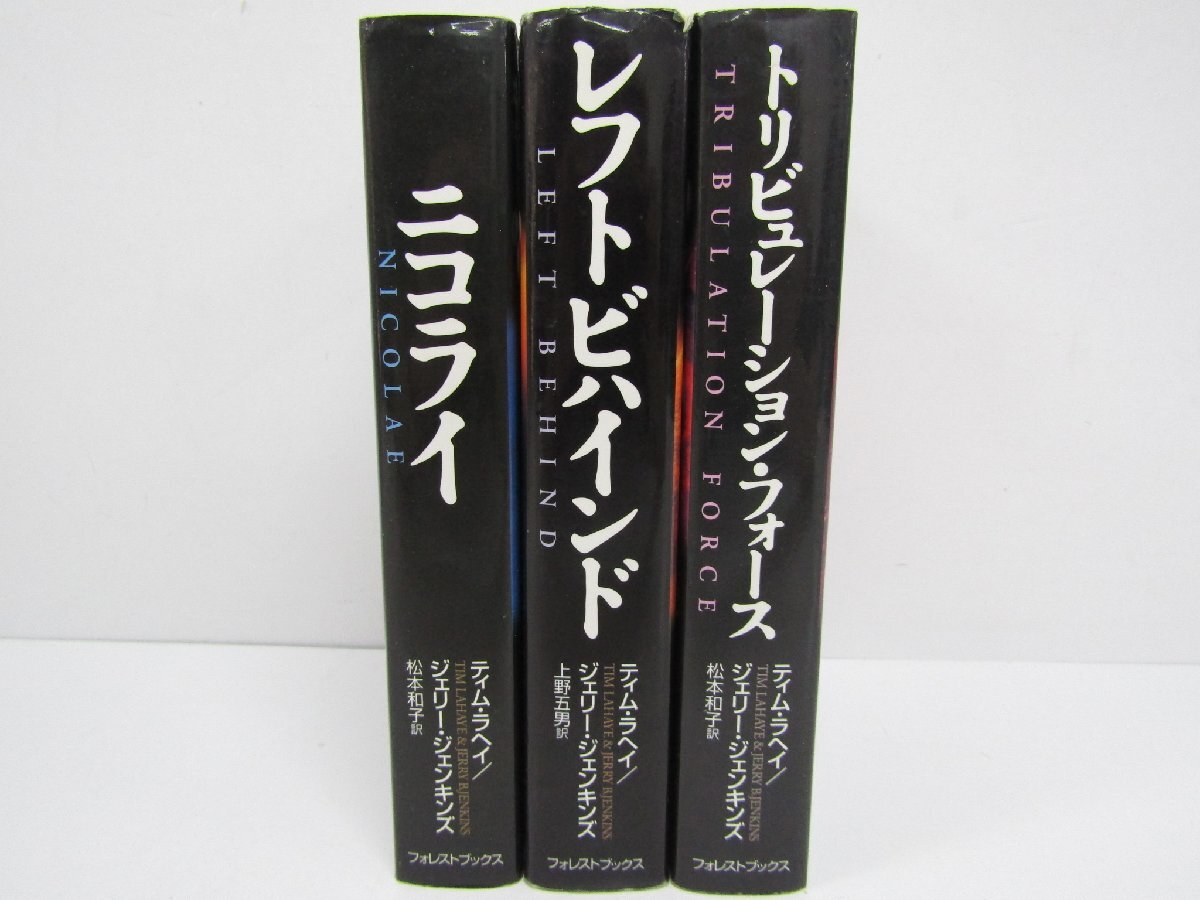 ニコライ
NICOLAE
ティム・ラヘイ/
TIM LAHAYE & JERRY B.JENKINS
ジェリー・ジェンキンズ
松本和子訳
フォレストブックス
レフトビハインド
LEFT BEHIND
ティム・ラヘイ/
TIM LAHAYE & JERRY B.JENKINS
ジェリー・ジェンキンズ
上野五男訳
フォレストブックス
トリビュレーション・フォース
TRIBULATION FORCE
ティム・ラヘイ/
TIM LAHAYE & JERRY B.JENKINS
ジェリー・ジェンキンズ
松本和子訳
フォレストブックス